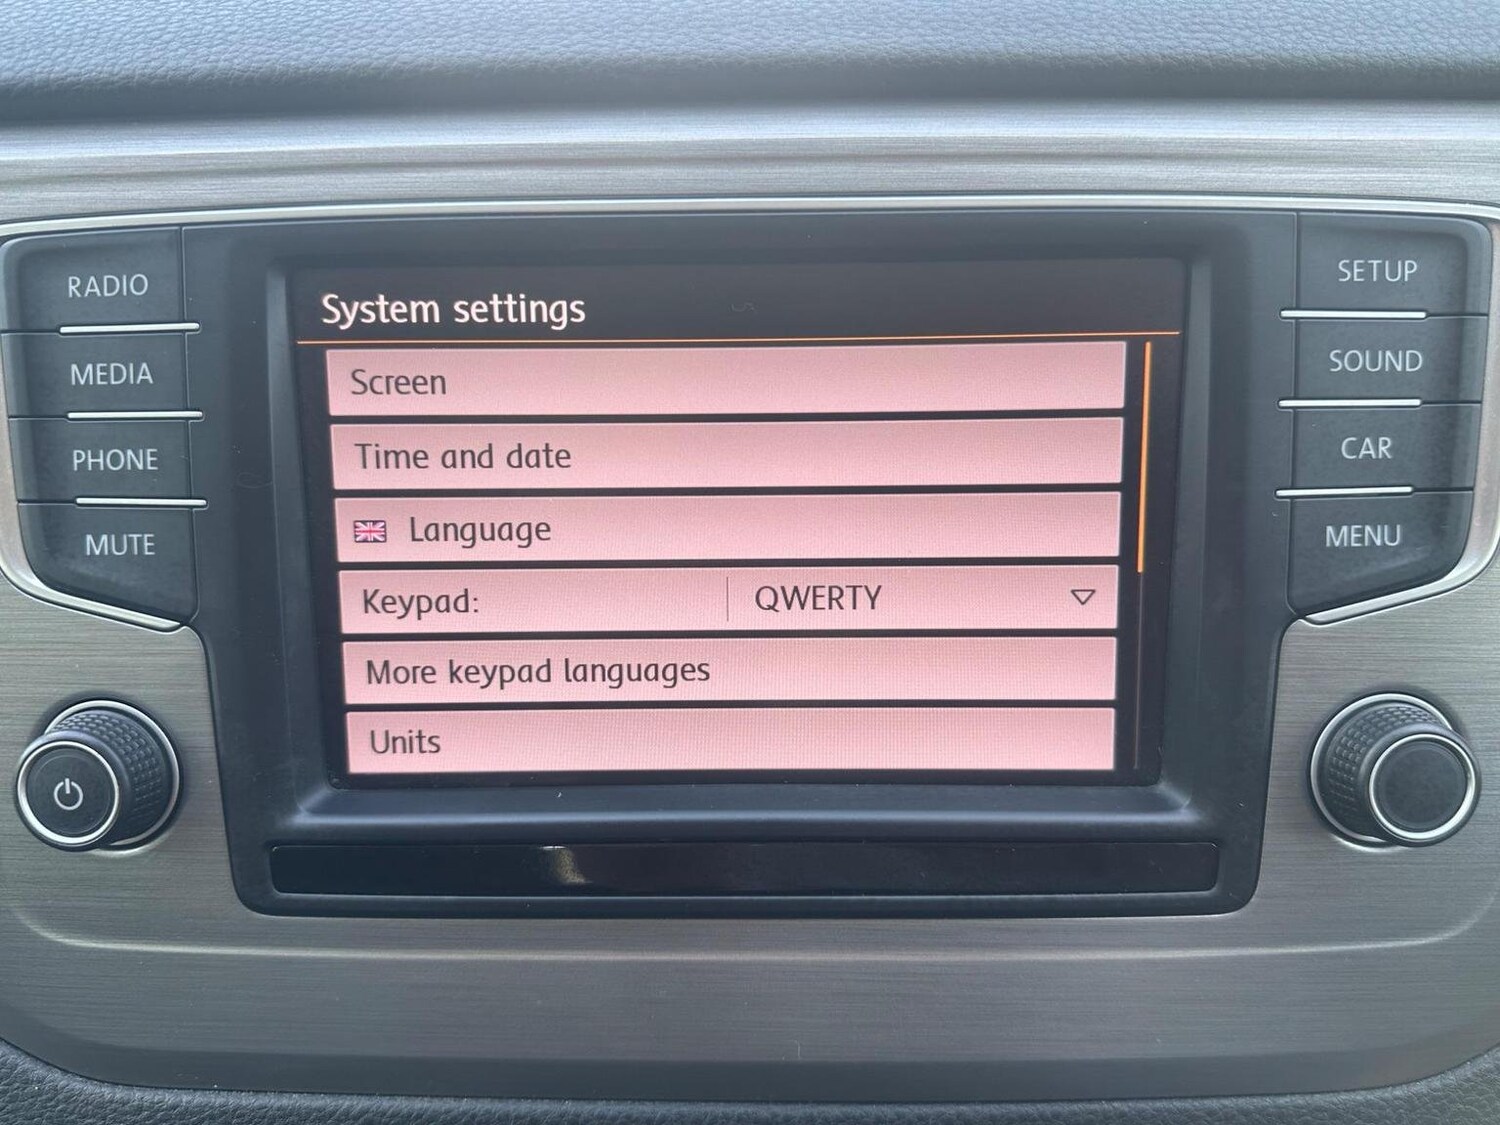 RADIO
MEDIA
PHONE
MUTE
System settings
Screen
Time and date
Language
Keypad: QWERTY
More keypad languages
Units
SETUP
SOUND
CAR
MENU